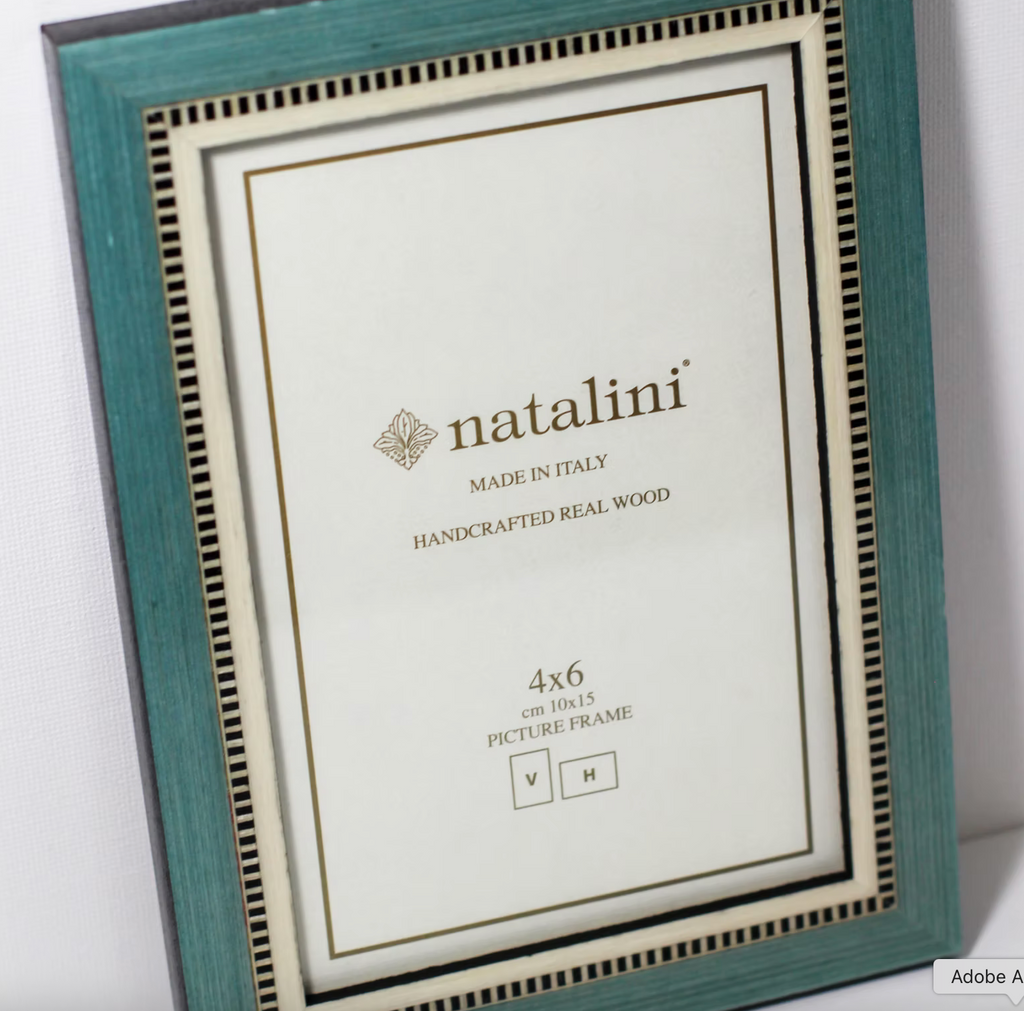 natalini®
MADE IN ITALY
HANDCRAFTED REAL WOOD
4x6
cm 10x15
PICTURE FRAME
V H
Adobe A